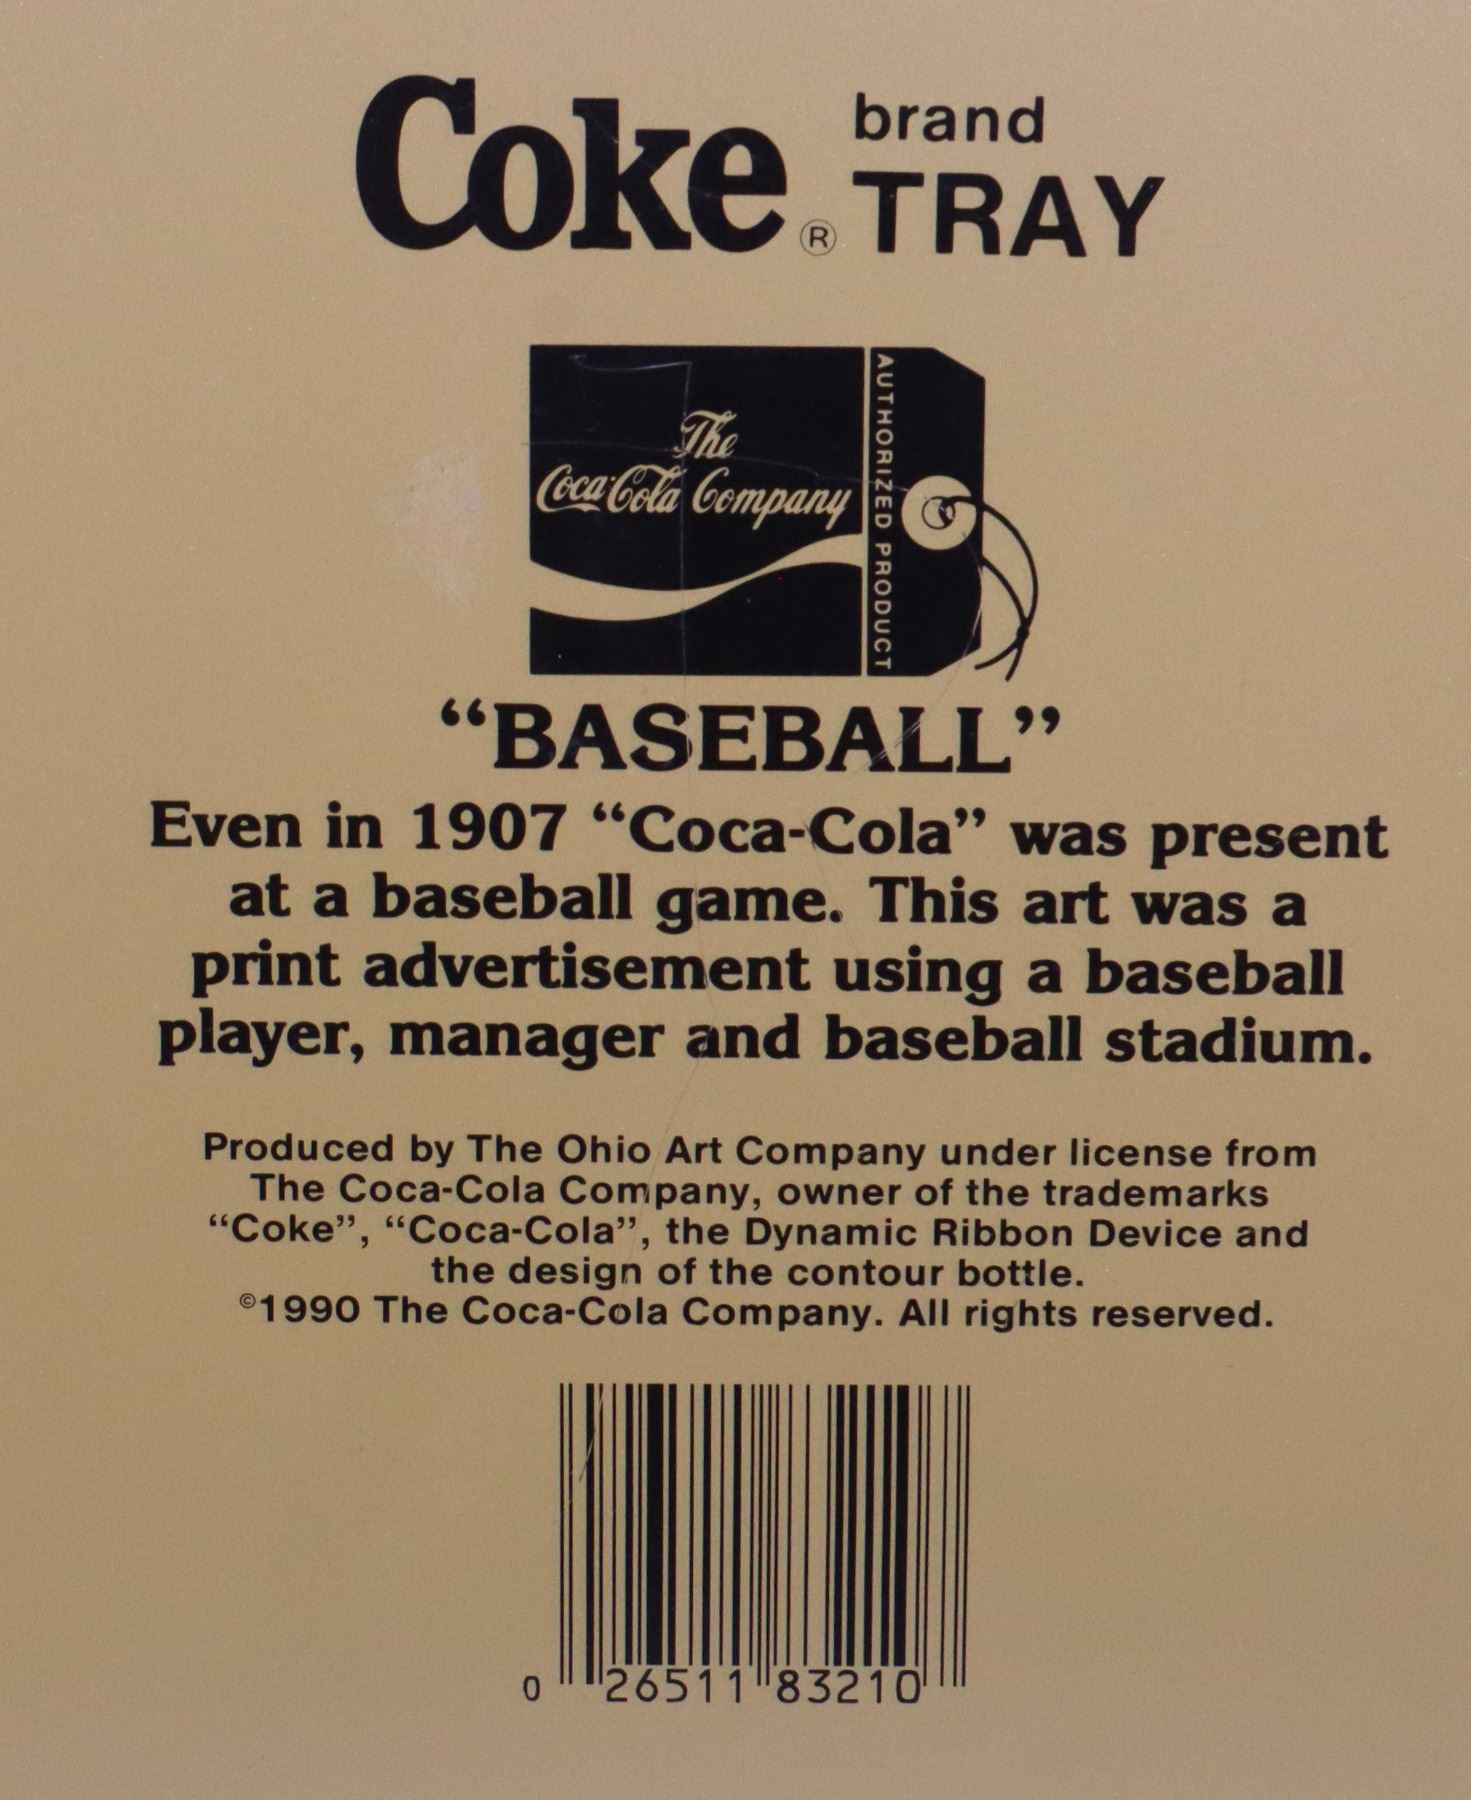 Coke® brand
TRAY
The
Coca-Cola Company
AUTHORIZED PRODUCT
“BASEBALL”
Even in 1907 “Coca-Cola” was present
at a baseball game. This art was a
print advertisement using a baseball
player, manager and baseball stadium.
Produced by The Ohio Art Company under license from
The Coca-Cola Company, owner of the trademarks
“Coke”, “Coca-Cola”, the Dynamic Ribbon Device and
the design of the contour bottle.
©1990 The Coca-Cola Company. All rights reserved.
0 26511 83210